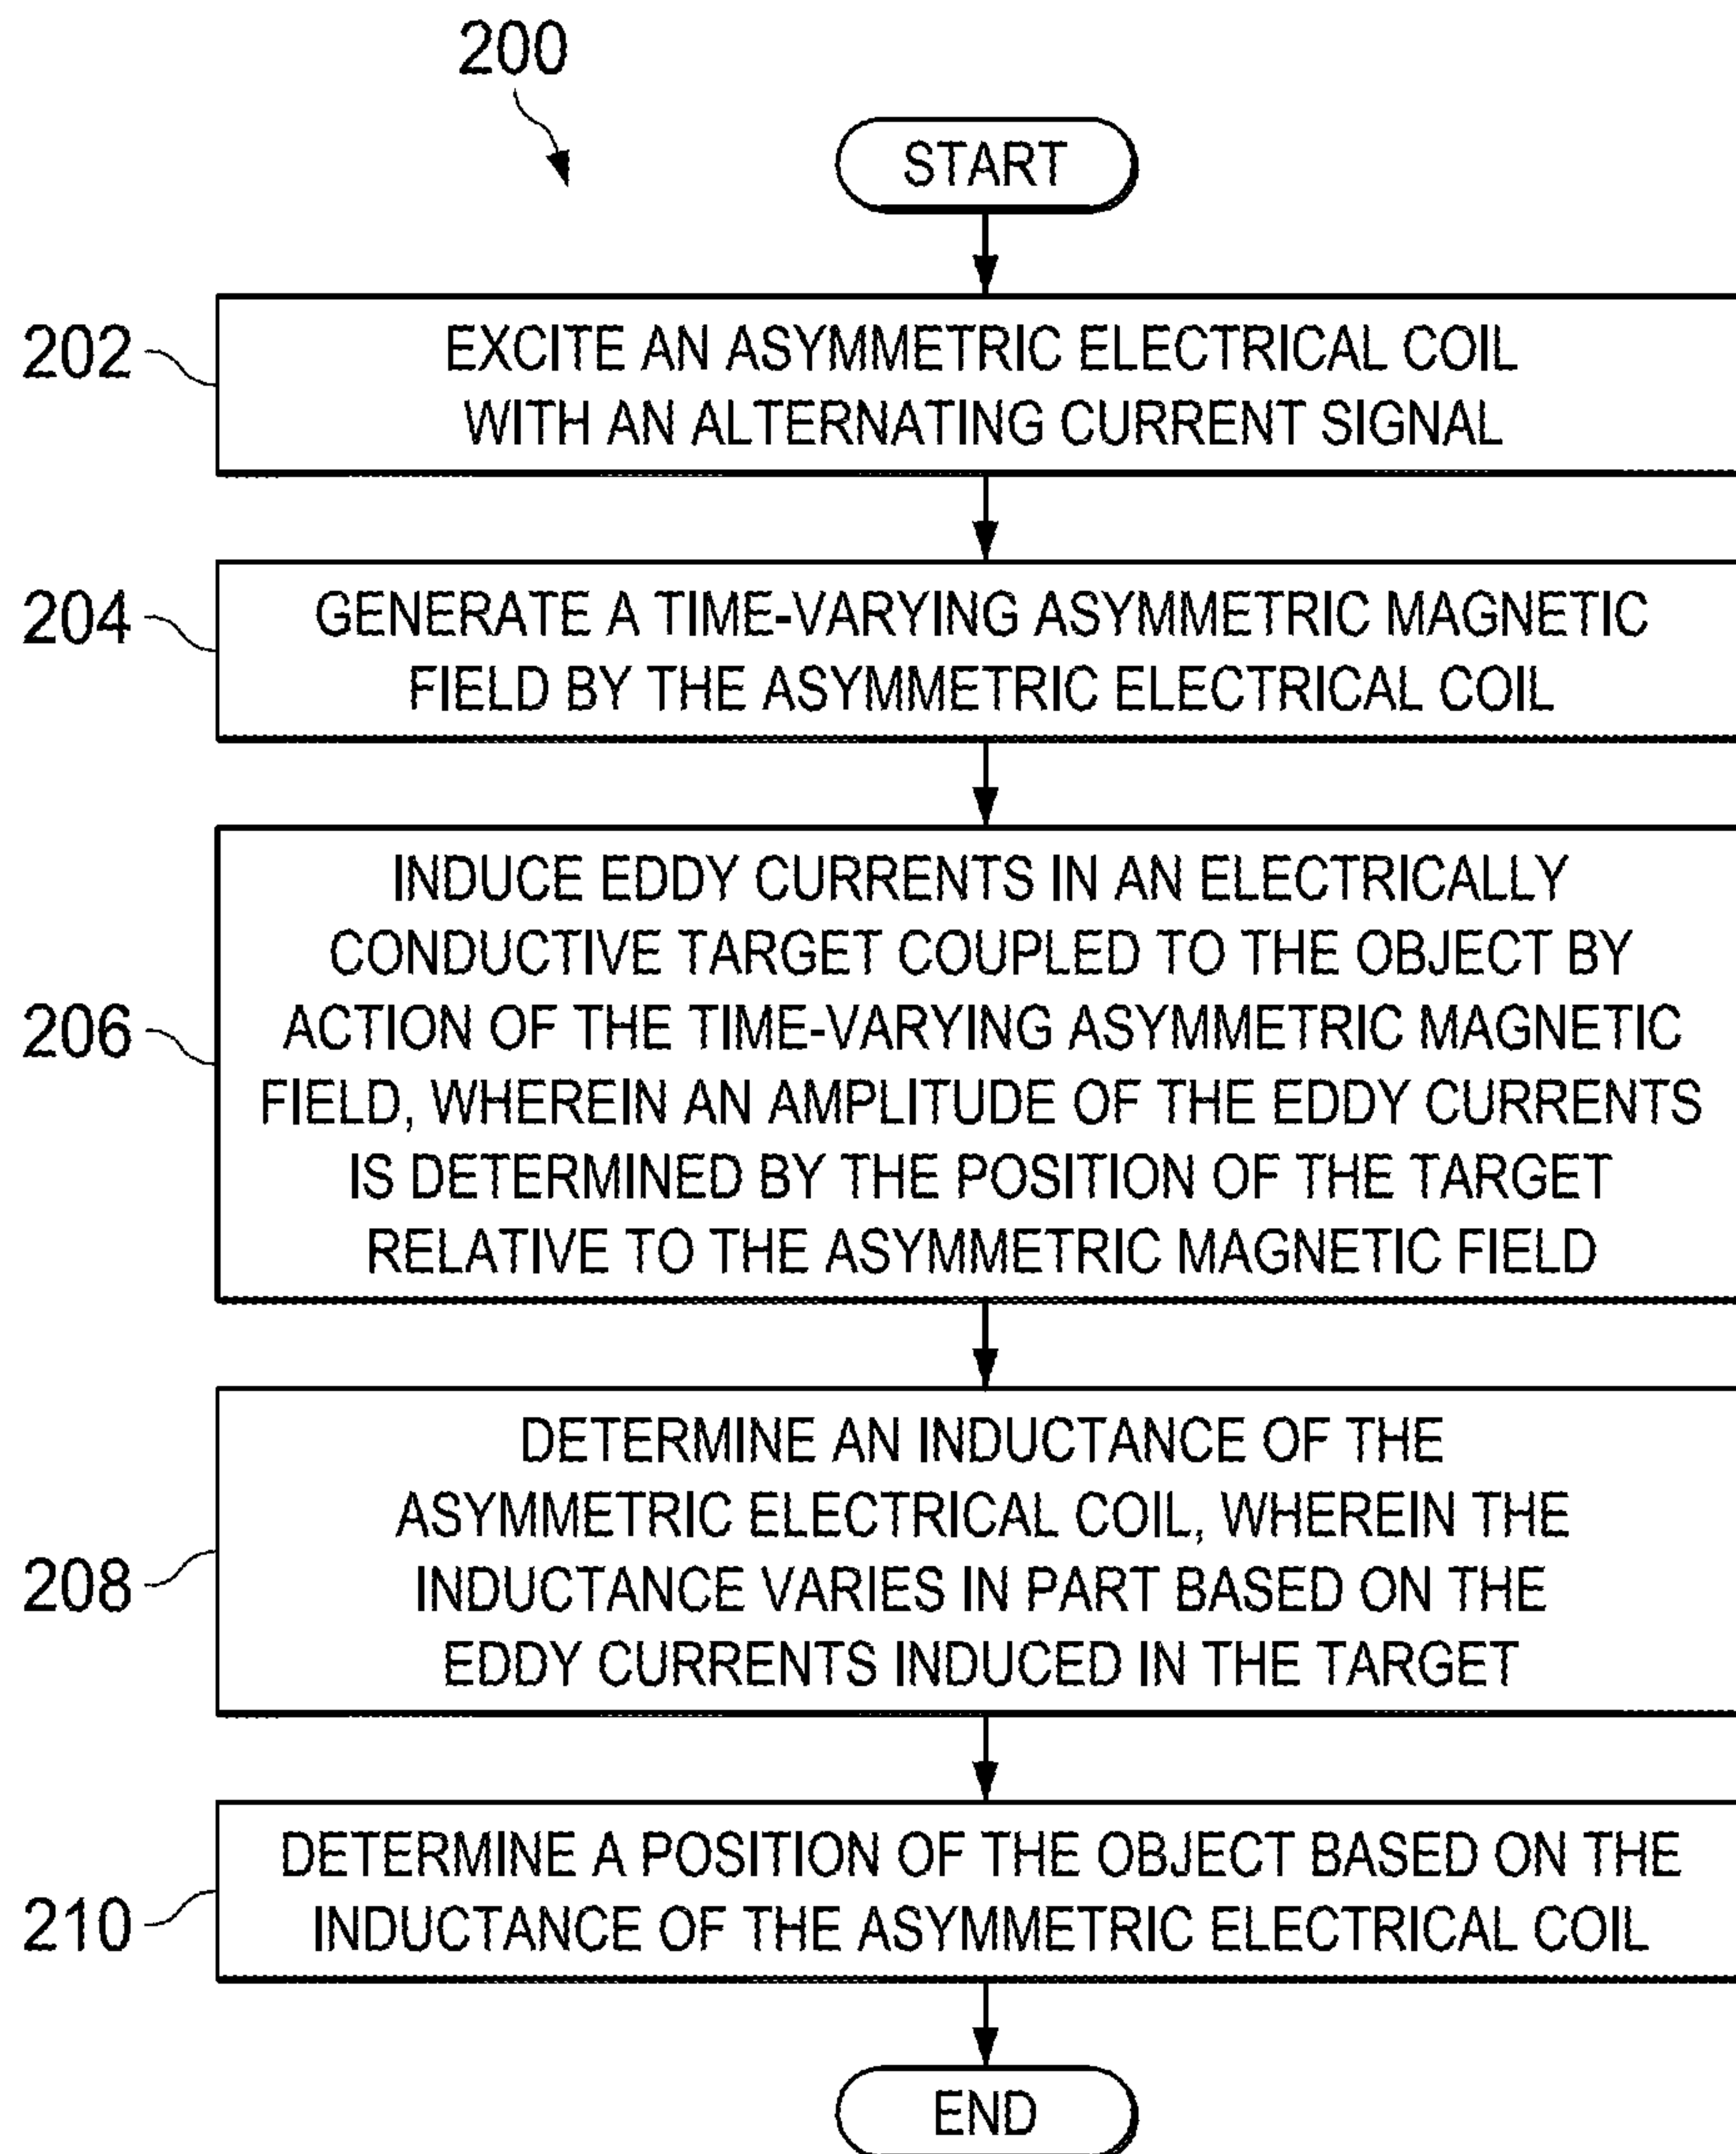 200
START
202
EXCITE AN ASYMMETRIC ELECTRICAL COIL
WITH AN ALTERNATING CURRENT SIGNAL
204
GENERATE A TIME-VARYING ASYMMETRIC MAGNETIC
FIELD BY THE ASYMMETRIC ELECTRICAL COIL
206
INDUCE EDDY CURRENTS IN AN ELECTRICALLY
CONDUCTIVE TARGET COUPLED TO THE OBJECT BY
ACTION OF THE TIME-VARYING ASYMMETRIC MAGNETIC
FIELD, WHEREIN AN AMPLITUDE OF THE EDDY CURRENTS
IS DETERMINED BY THE POSITION OF THE TARGET
RELATIVE TO THE ASYMMETRIC MAGNETIC FIELD
208
DETERMINE AN INDUCTANCE OF THE
ASYMMETRIC ELECTRICAL COIL, WHEREIN THE
INDUCTANCE VARIES IN PART BASED ON THE
EDDY CURRENTS INDUCED IN THE TARGET
210
DETERMINE A POSITION OF THE OBJECT BASED ON THE
INDUCTANCE OF THE ASYMMETRIC ELECTRICAL COIL
END